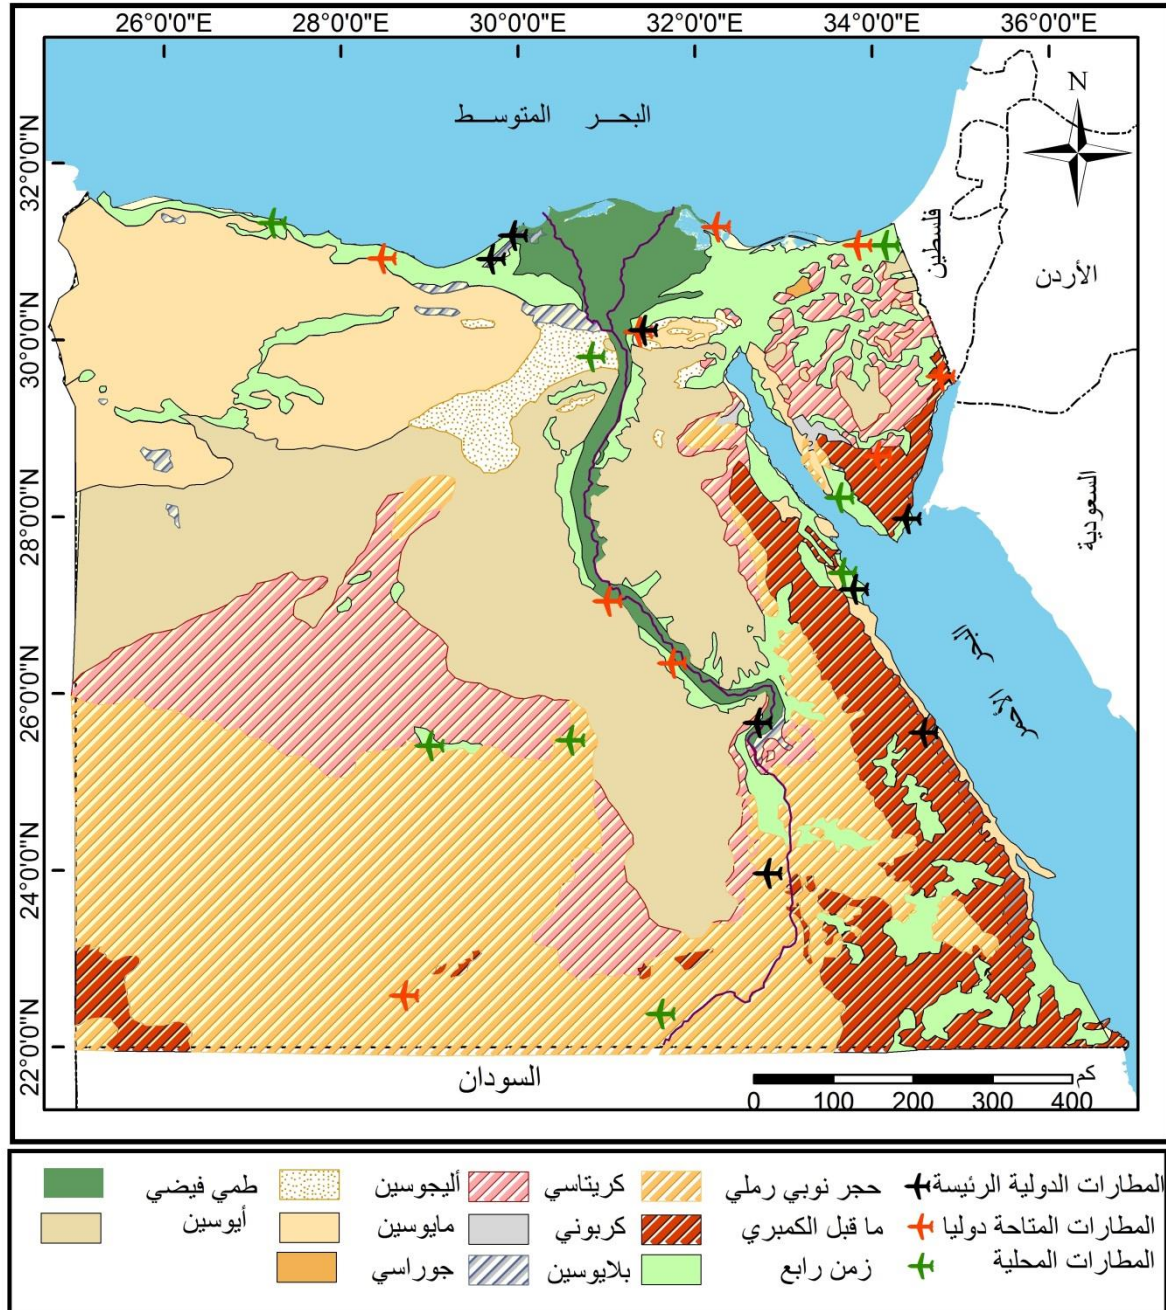 26°0'0"E 28°0'0"E 30°0'0"E 32°0'0"E 34°0'0"E 36°0'0"E
32°0'0"N
30°0'0"N
28°0'0"N
26°0'0"N
24°0'0"N
22°0'0"N
N
البحــر المتوســط
فلسطين
الأردن
السعودية
البحر
الأحمر
السودان
كم
0 100 200 300 400
المطارات الدولية الرئيسة
حجر نوبي رملي
كريتاسي
أليجوسين
طمي فيضي
المطارات المتاحة دوليا
ما قبل الكمبري
كربوني
مايوسين
أيوسين
المطارات المحلية
زمن رابع
بلايوسين
جوراسي